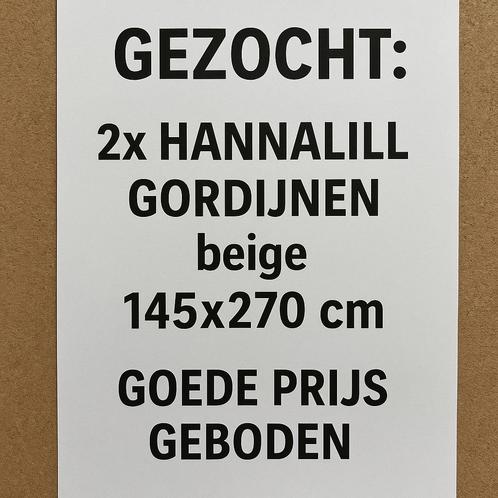 GEZOCHT:
2x HANNALILL
GORDIJNEN
beige
145x270 cm
GOEDE PRIJS
GEBODEN